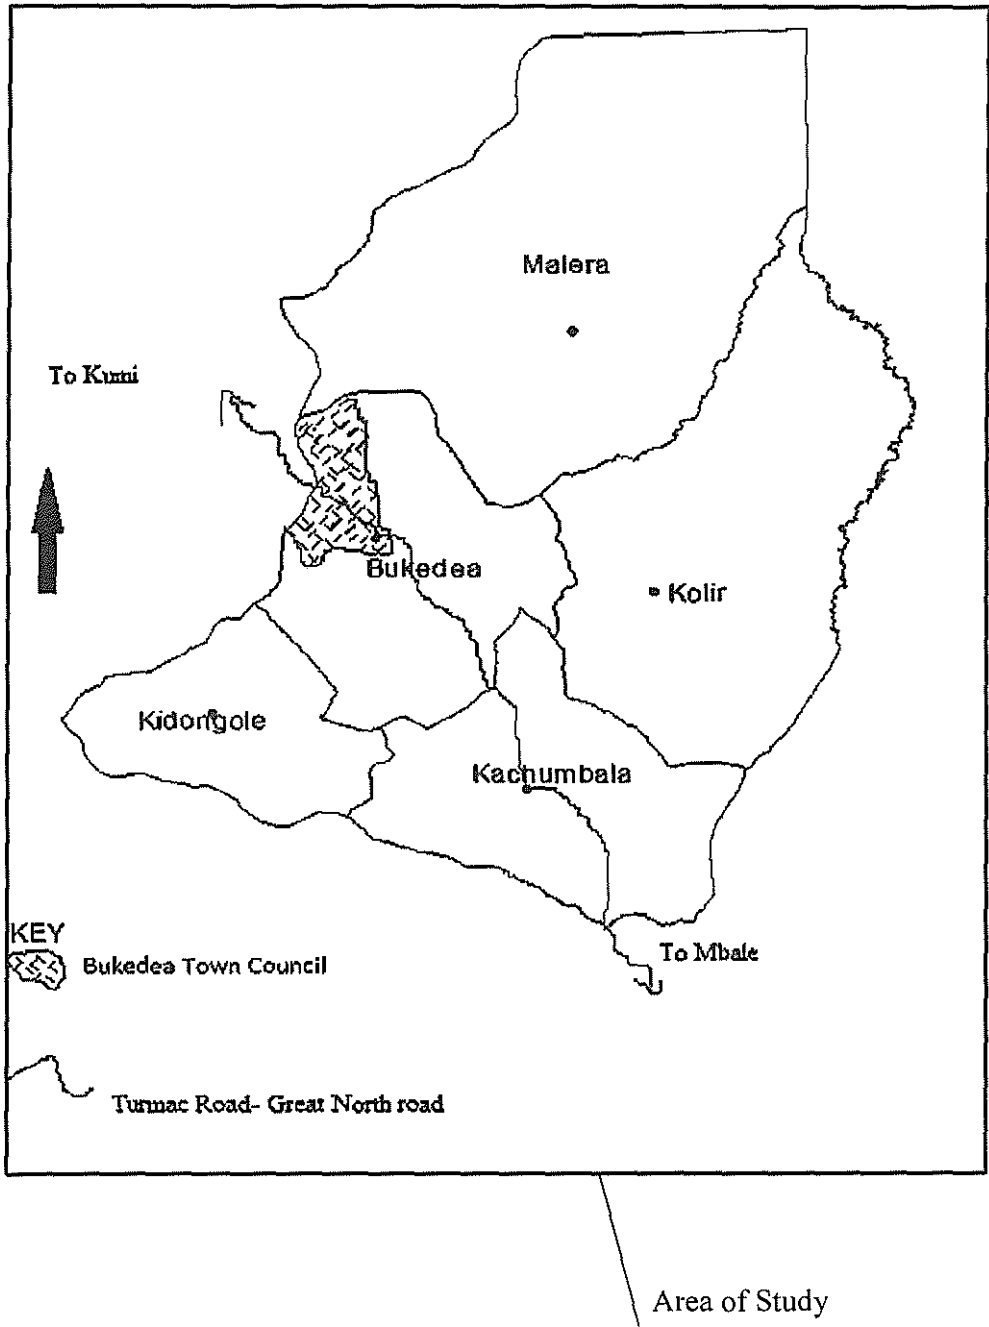 Malera
To Kumi
Bukedea
Kolir
Kidongole
Kachumbala
KEY
To Mbale
Bukedea Town Council
Turmac Road- Great North road
Area of Study